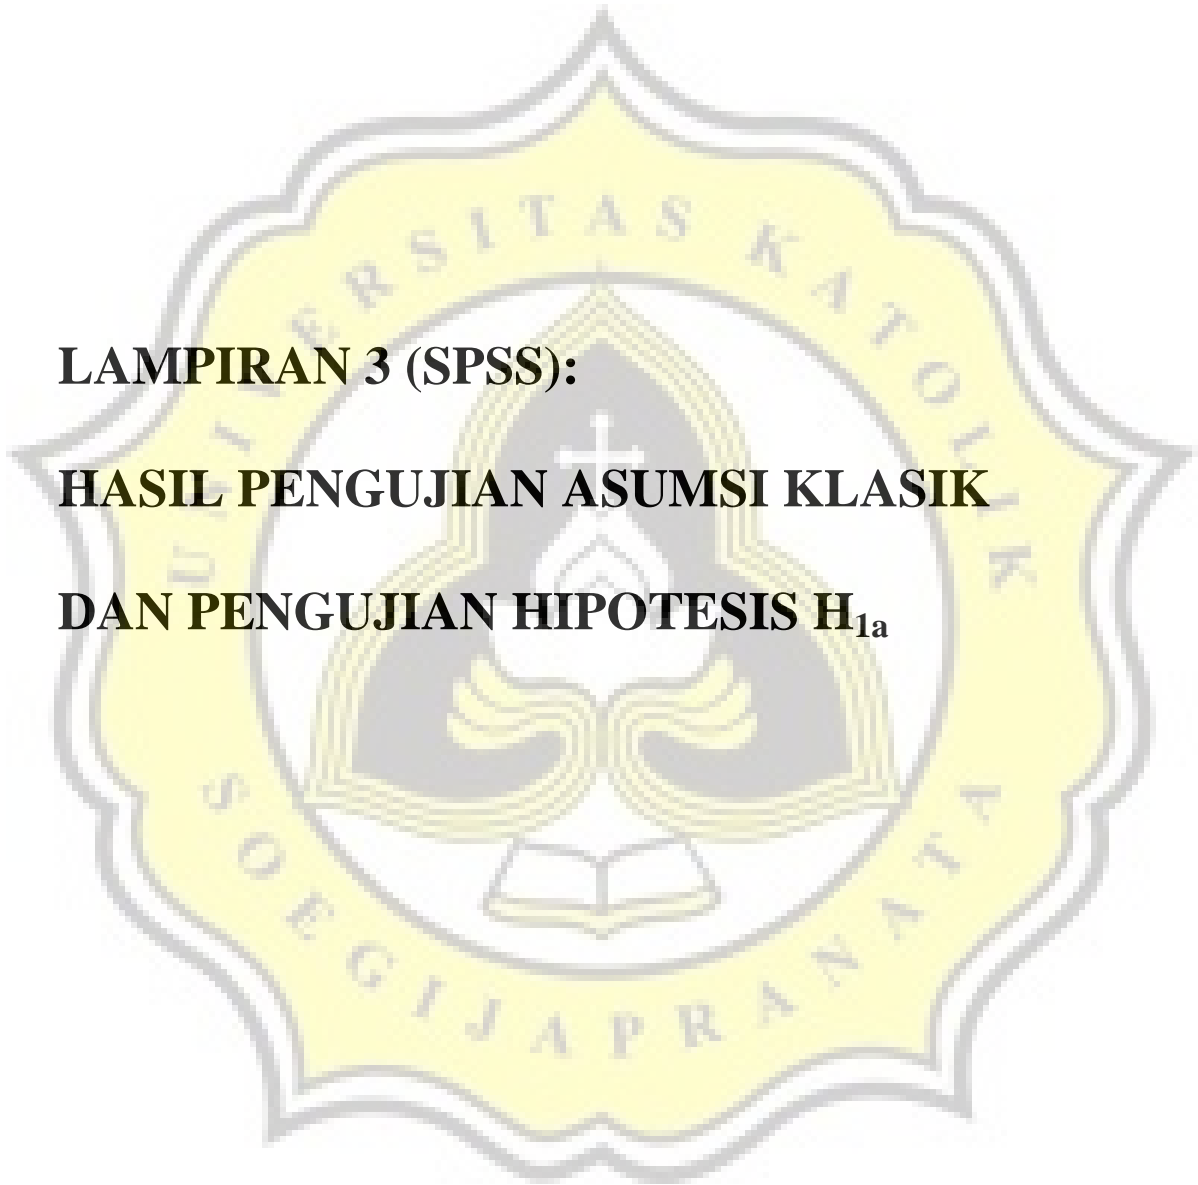 UNIVERSITAS KATOLIK
LAMPIRAN 3 (SPSS):
HASIL PENGUJIAN ASUMSI KLASIK
DAN PENGUJIAN HIPOTESIS H1a
SOEGIJAPRANATA